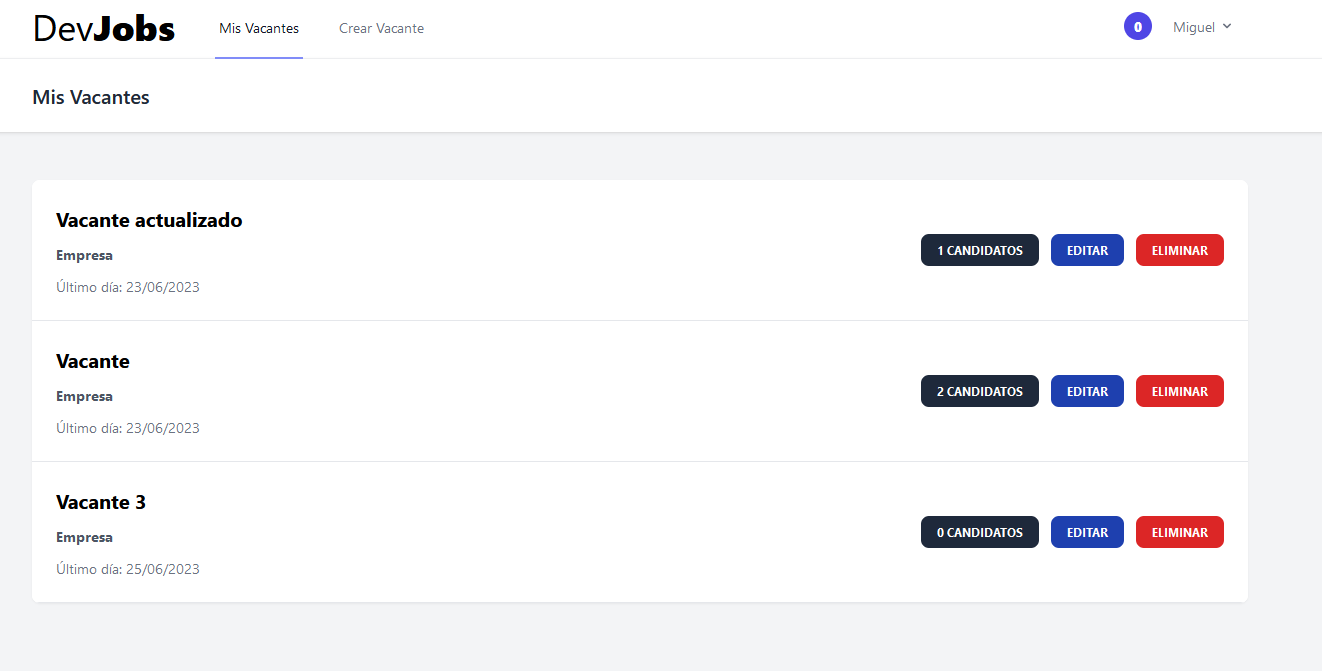 DevJobs Mis Vacantes Crear Vacante 0 Miguel
Mis Vacantes
Vacante actualizado
Empresa
Último día: 23/06/2023
1 CANDIDATOS EDITAR ELIMINAR
Vacante
Empresa
Último día: 23/06/2023
2 CANDIDATOS EDITAR ELIMINAR
Vacante 3
Empresa
Último día: 25/06/2023
0 CANDIDATOS EDITAR ELIMINAR